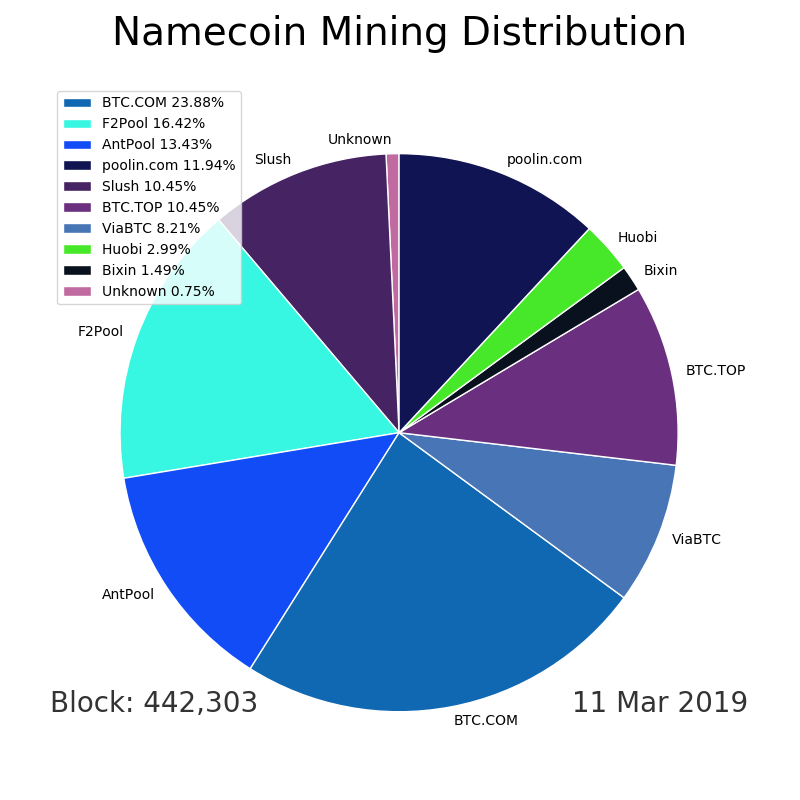 Namecoin Mining Distribution
BTC.COM 23.88%
F2Pool 16.42%
AntPool 13.43%
poolin.com 11.94%
Slush 10.45%
BTC.TOP 10.45%
ViaBTC 8.21%
Huobi 2.99%
Bixin 1.49%
Unknown 0.75%
Unknown
Slush
poolin.com
Huobi
Bixin
F2Pool
BTC.TOP
ViaBTC
AntPool
BTC.COM
Block: 442,303
11 Mar 2019